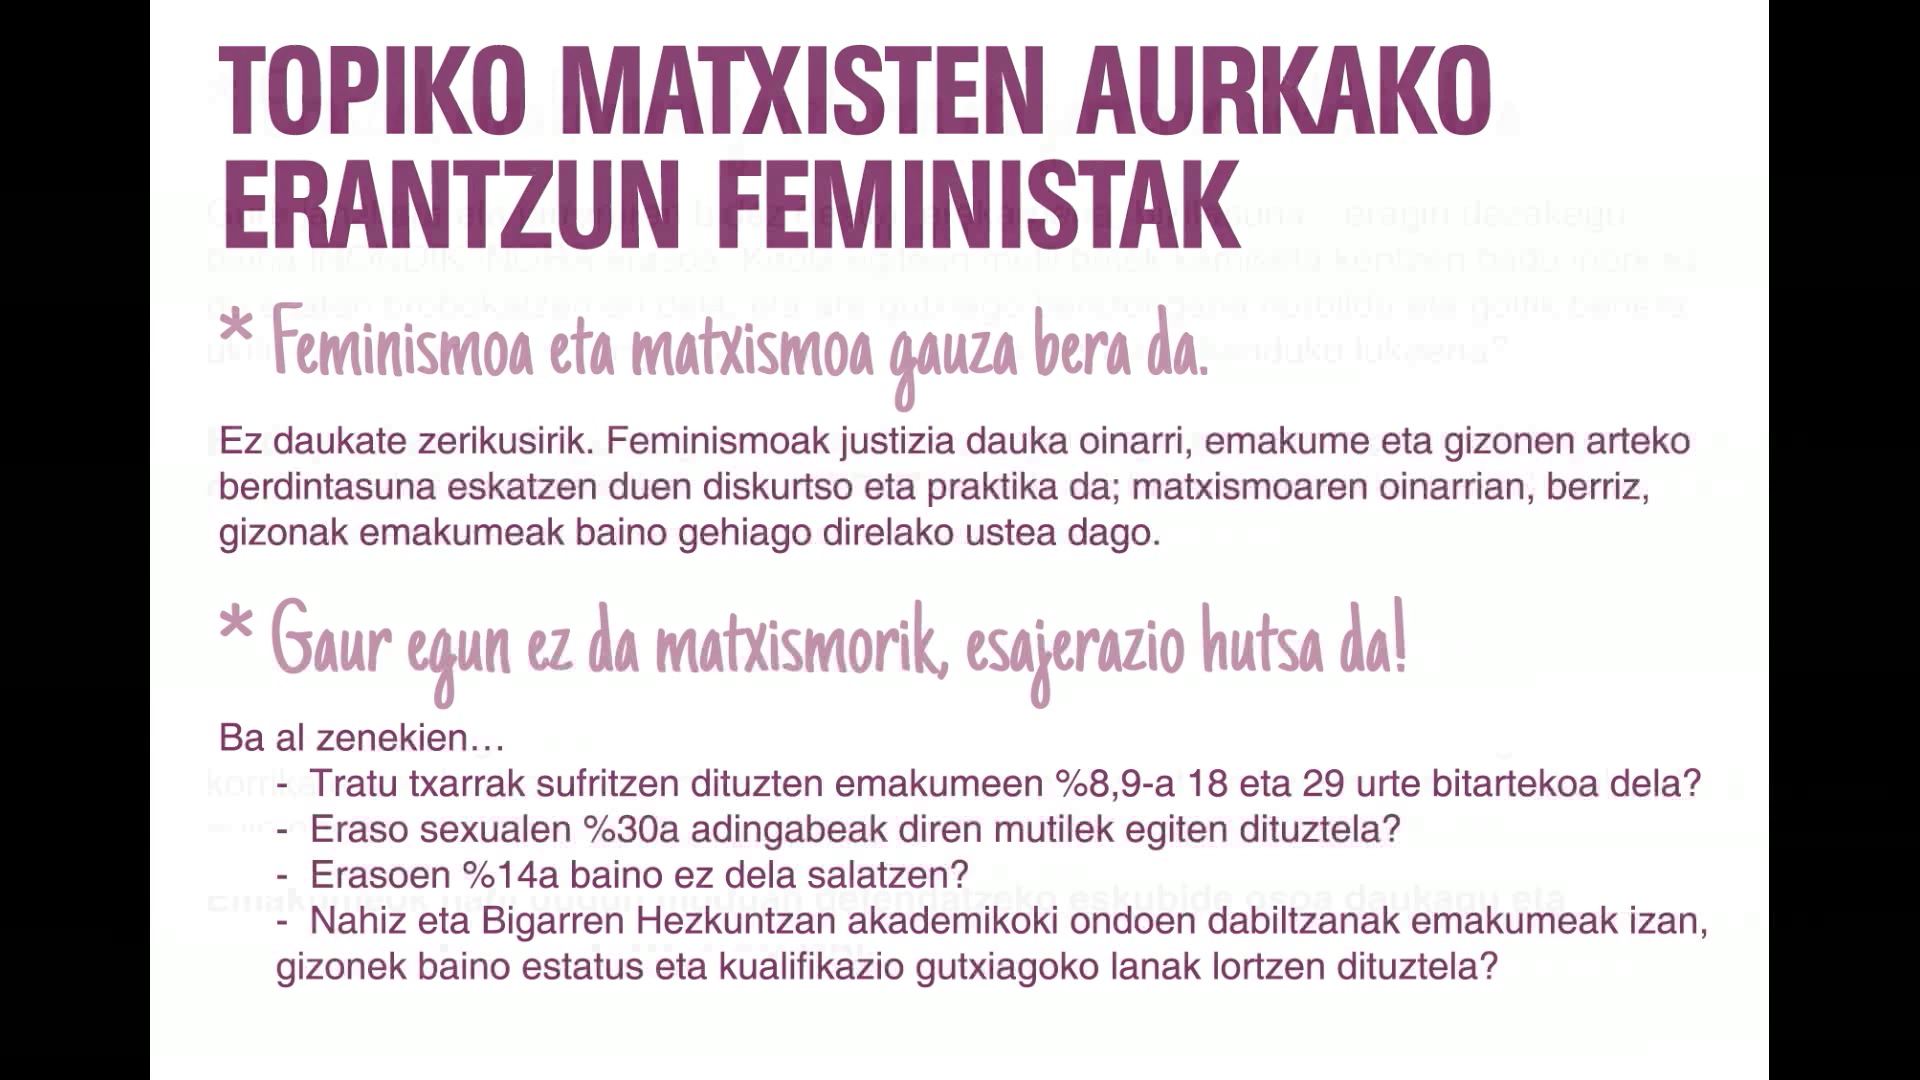 TOPIKO MATXISTEN AURKAKO
ERANTZUN FEMINISTAK
* Feminismoa eta matxismoa gauza bera da.
Ez daukate zerikusirik. Feminismoak justizia dauka oinarri, emakume eta gizonen arteko
berdintasuna eskatzen duen diskurtso eta praktika da; matxismoaren oinarrian, berriz,
gizonak emakumeak baino gehiago direlako ustea dago.
* Gaur egun ez da matxismorik, esajerazio hutsa da!
Ba al zenekien…
- Tratu txarrak sufritzen dituzten emakumeen %8,9-a 18 eta 29 urte bitartekoa dela?
- Eraso sexualen %30a adingabeak diren mutilek egiten dituztela?
- Erasoen %14a baino ez dela salatzen?
- Nahiz eta Bigarren Hezkuntzan akademikoki ondoen dabiltzanak emakumeak izan,
gizonek baino estatus eta kualifikazio gutxiagoko lanak lortzen dituztela?